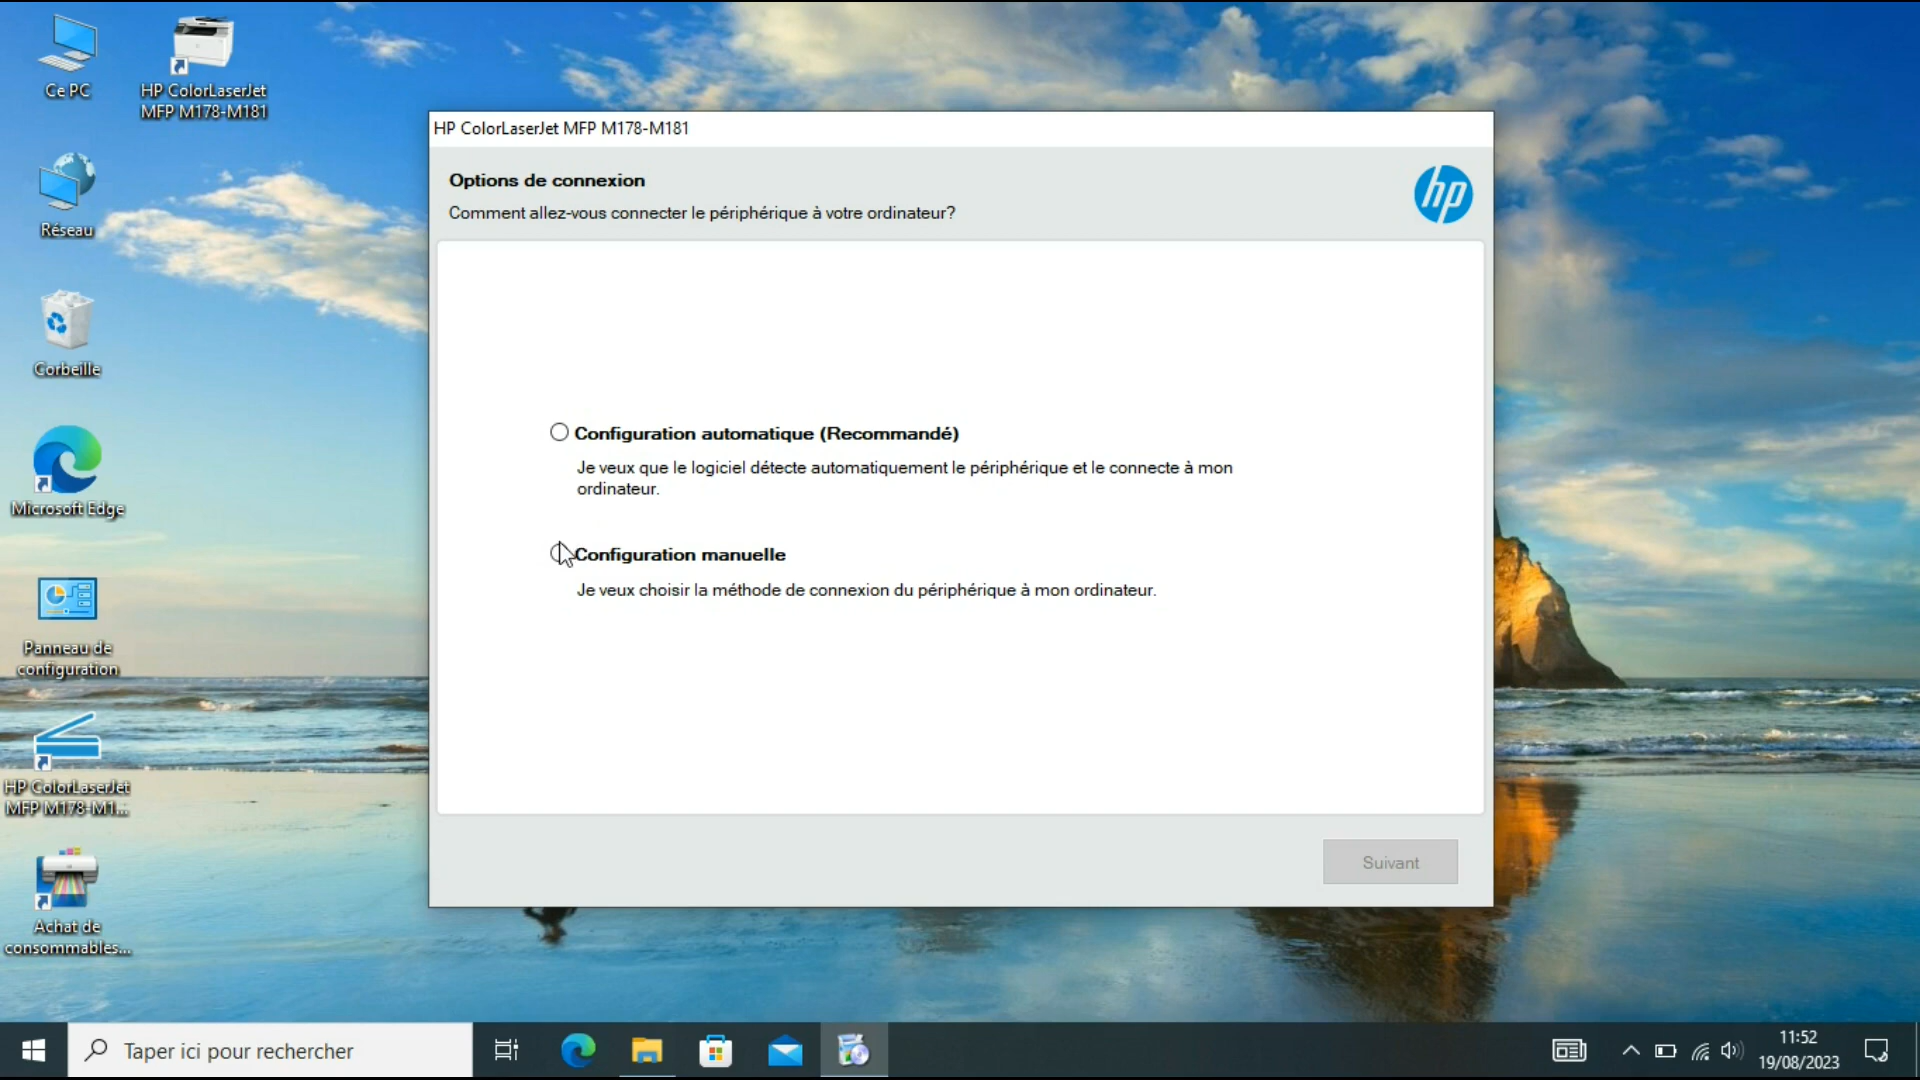 Ce PC
HP ColorLaserJet
MFP M178-M181
Réseau
Corbeille
Microsoft Edge
Panneau de
configuration
HP ColorLaserJet
MFP M178-M1...
Achat de
consommables...
HP ColorLaserJet MFP M178-M181
Options de connexion
Comment allez-vous connecter le périphérique à votre ordinateur?
hp
Configuration automatique (Recommandé)
Je veux que le logiciel détecte automatiquement le périphérique et le connecte à mon
ordinateur.
Configuration manuelle
Je veux choisir la méthode de connexion du périphérique à mon ordinateur.
Suivant
Taper ici pour rechercher
11:52
19/08/2023